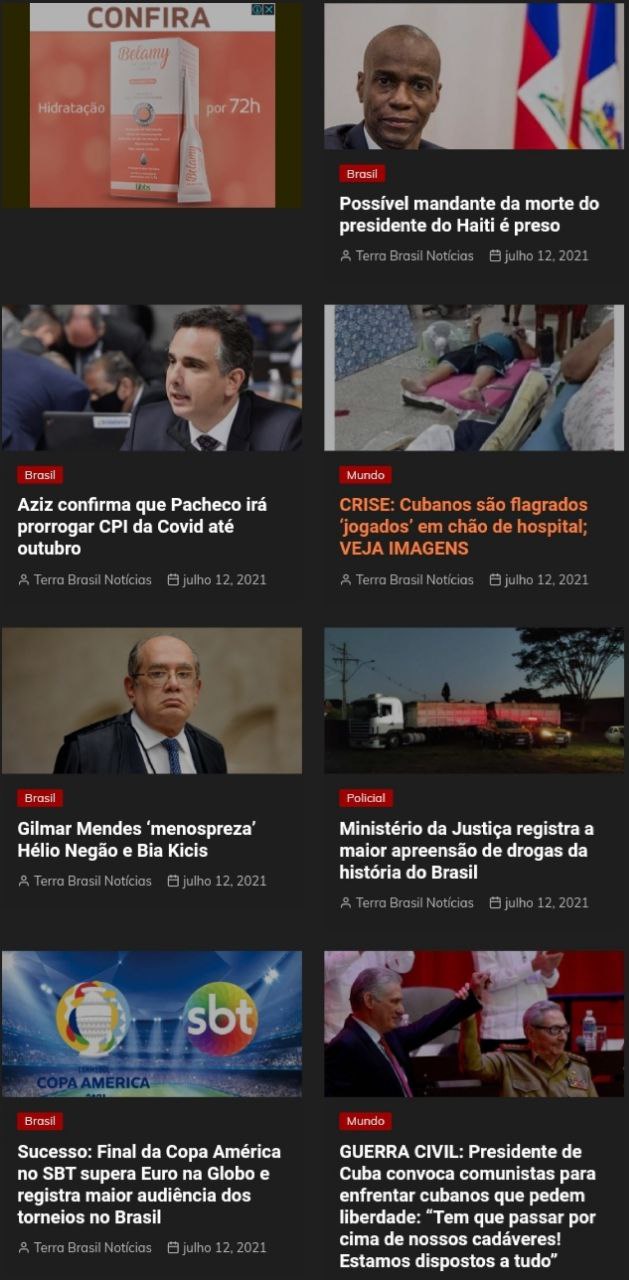 CONFIRA
Belamy
Hidratação
por 72h
Belamy
libbs
Brasil
Possível mandante da morte do
presidente do Haiti é preso
Terra Brasil Notícias julho 12, 2021
Brasil
Aziz confirma que Pacheco irá
prorrogar CPI da Covid até
outubro
Terra Brasil Notícias julho 12, 2021
Mundo
CRISE: Cubanos são flagrados
‘jogados’ em chão de hospital;
VEJA IMAGENS
Terra Brasil Notícias julho 12, 2021
Brasil
Gilmar Mendes ‘menospreza’
Hélio Negão e Bia Kicis
Terra Brasil Notícias julho 12, 2021
Policial
Ministério da Justiça registra a
maior apreensão de drogas da
história do Brasil
Terra Brasil Notícias julho 12, 2021
sbt
CONMEBOL
COPA AMERICA
2021
Brasil
Sucesso: Final da Copa América
no SBT supera Euro na Globo e
registra maior audiência dos
torneios no Brasil
Terra Brasil Notícias julho 12, 2021
Mundo
GUERRA CIVIL: Presidente de
Cuba convoca comunistas para
enfrentar cubanos que pedem
liberdade: “Tem que passar por
cima de nossos cadáveres!
Estamos dispostos a tudo”